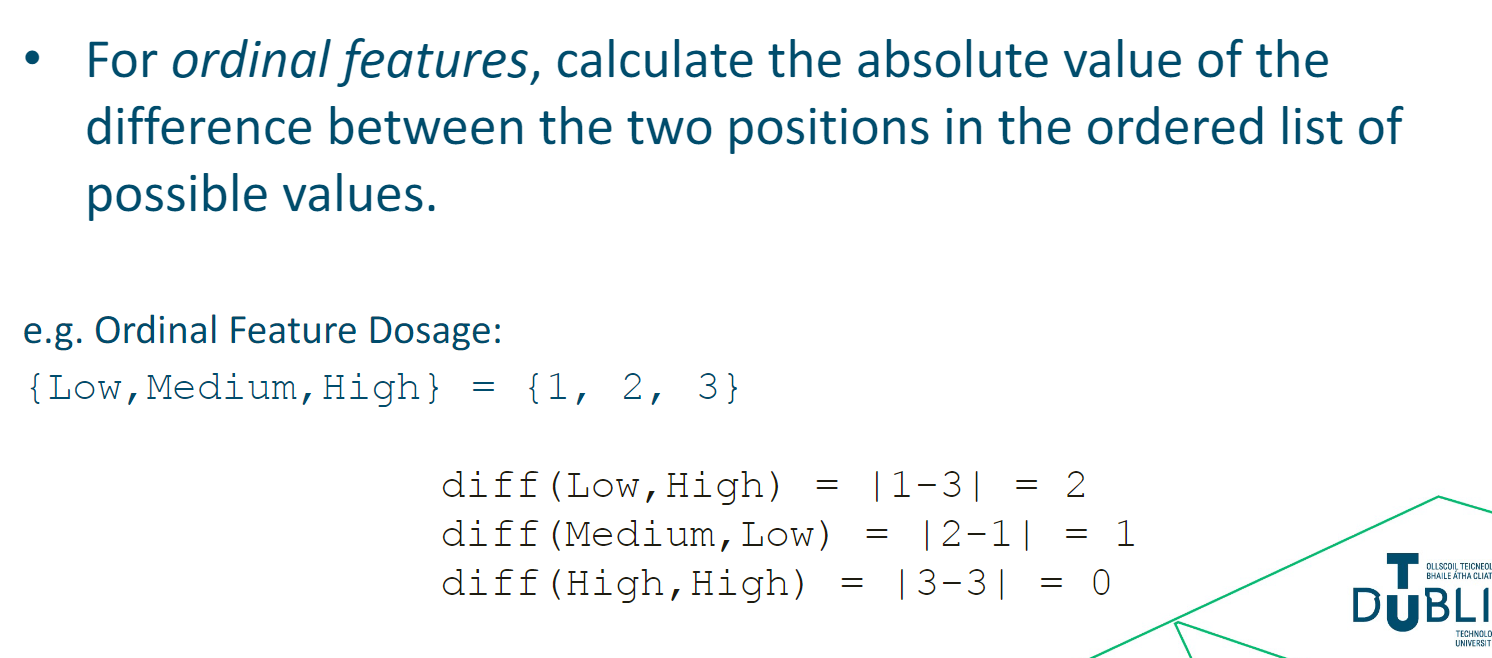 • For ordinal features, calculate the absolute value of the
difference between the two positions in the ordered list of
possible values.
e.g. Ordinal Feature Dosage:
{Low,Medium,High} = {1, 2, 3}
diff(Low,High) = |1-3| = 2
diff(Medium,Low) = |2-1| = 1
diff(High,High) = |3-3| = 0
OLLSCOIL TEICNEOL
BHAILE ÁTHA CLIAT
T
DUBLI
TECHNOLO
UNIVERSIT